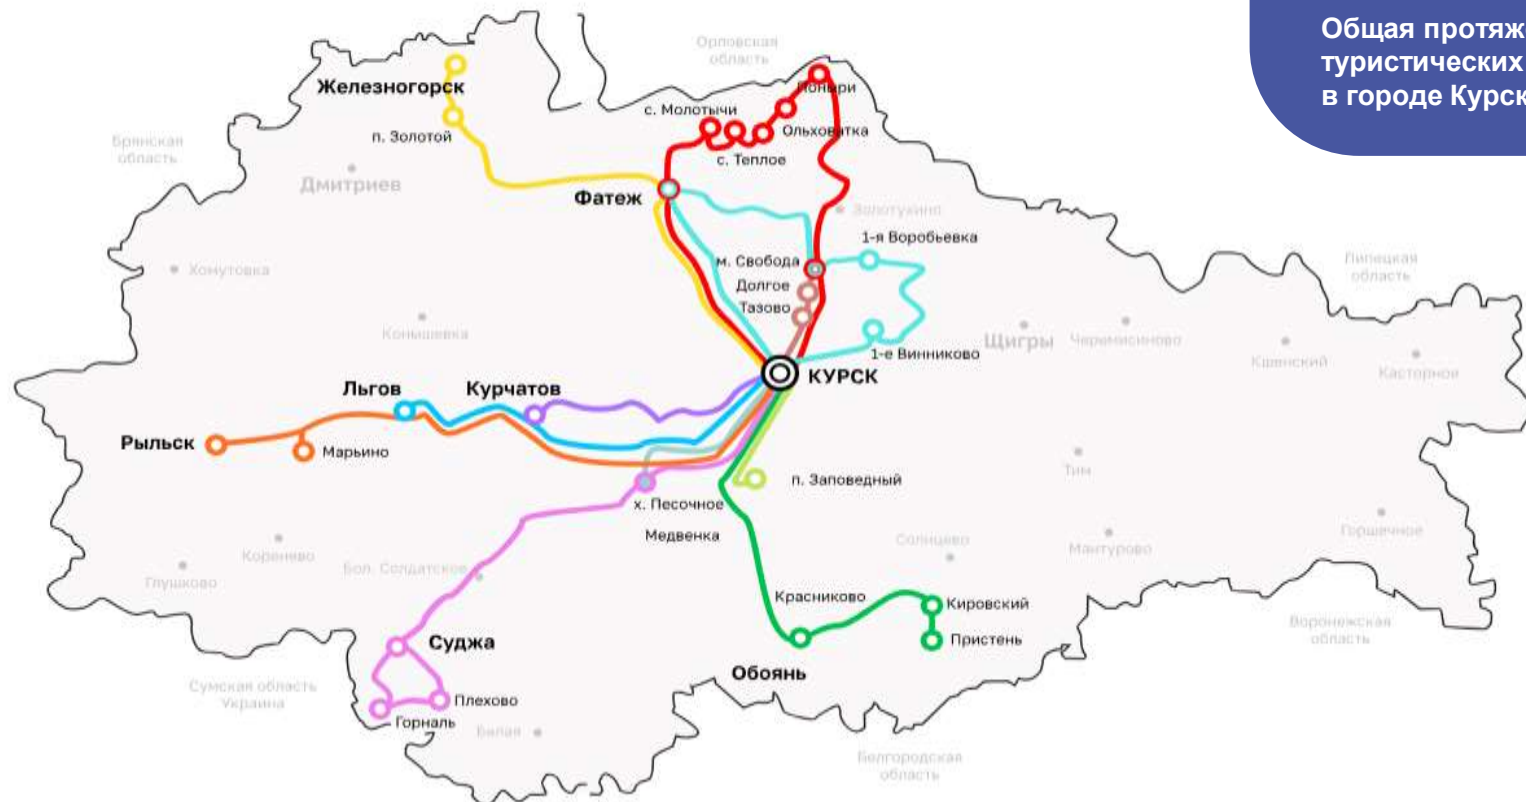 Общая протяж
туристических
в городе Курск
Орловская
область
Железногорск
Поныри
с. Молотычи
п. Золотой
Ольховатка
Брянская
область
с. Теплое
Дмитриев
Фатеж
Золотухино
1-я Воробьевка
м. Свобода
Хомутовка
Липецкая
область
Долгое
Тазово
Конышевка
Щигры
Черемисиново
1-е Винниково
Кшенский
Касторное
КУРСК
Льгов
Курчатов
Рыльск
Марьино
Тим
п. Заповедный
х. Песочное
Медвенка
Горшечное
Солнцево
Мантурово
Коренево
Бол. Солдатское
Глушково
Красниково
Кировский
Воронежская
область
Суджа
Пристень
Обоянь
Сумская область
Украина
Плехово
Горналь
Белая
Белгородская
область